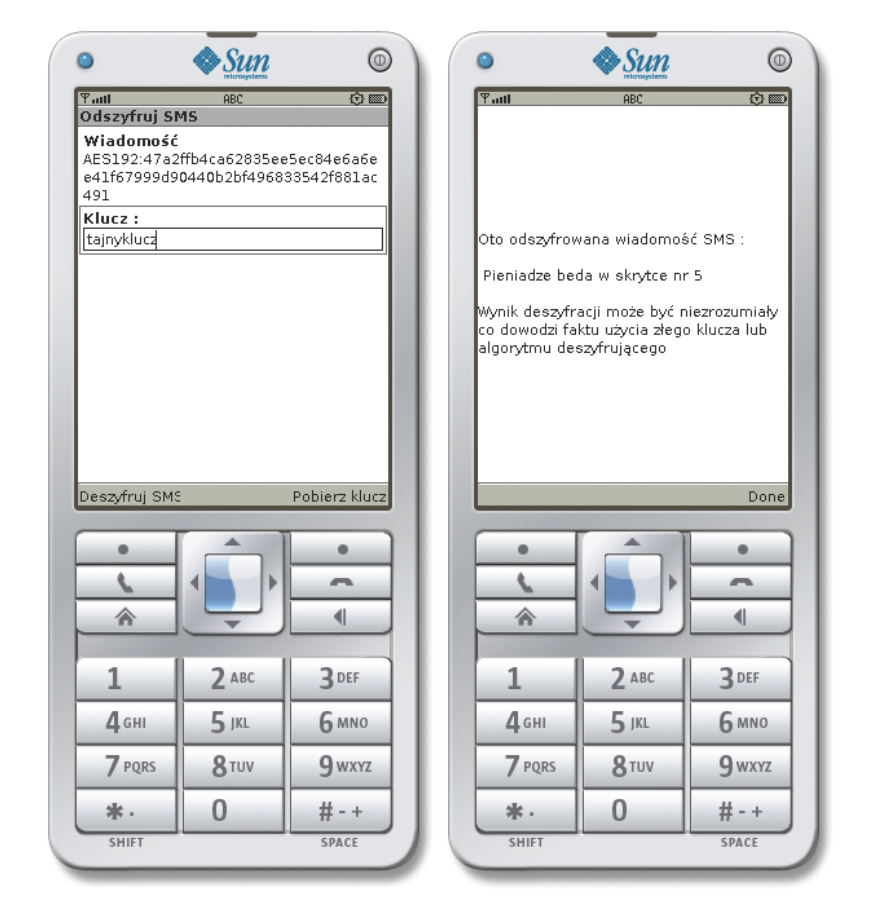 Sun
microsystems
ABC
Odszyfruj SMS
Wiadomość
AES192:47a2ffb4ca62835ee5ec84e6a6e
e41f67999d90440b2bf496833542f881ac
491
Klucz :
tajnyklucz
Deszyfruj SMS
Pobierz klucz
1
2 ABC
3 DEF
4 GHI
5 JKL
6 MNO
7 PQRS
8 TUV
9 WXYZ
* .
0
# - +
SHIFT
SPACE
Sun
microsystems
ABC
Oto odszyfrowana wiadomość SMS :
Pieniadze beda w skrytce nr 5
Wynik deszyfracji może być niezrozumiały
co dowodzi faktu użycia złego klucza lub
algorytmu deszyfrującego
Done
1
2 ABC
3 DEF
4 GHI
5 JKL
6 MNO
7 PQRS
8 TUV
9 WXYZ
* .
0
# - +
SHIFT
SPACE